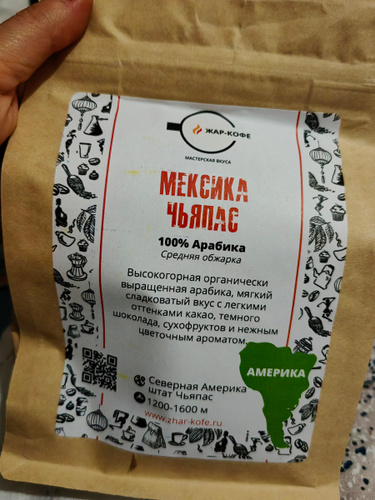 ЖАР-КОФЕ
МАСТЕРСКАЯ ВКУСА
МЕКСИКА
ЧЬЯПАС
100% Арабика
Средняя обжарка
Высокогорная органически
выращенная арабика, мягкий
сладковатый вкус с легкими
оттенками какао, темного
шоколада, сухофруктов и нежным
цветочным ароматом.
АМЕРИКА
Северная Америка
штат Чьяпас
1200-1600 м
www.zhar-kofe.ru